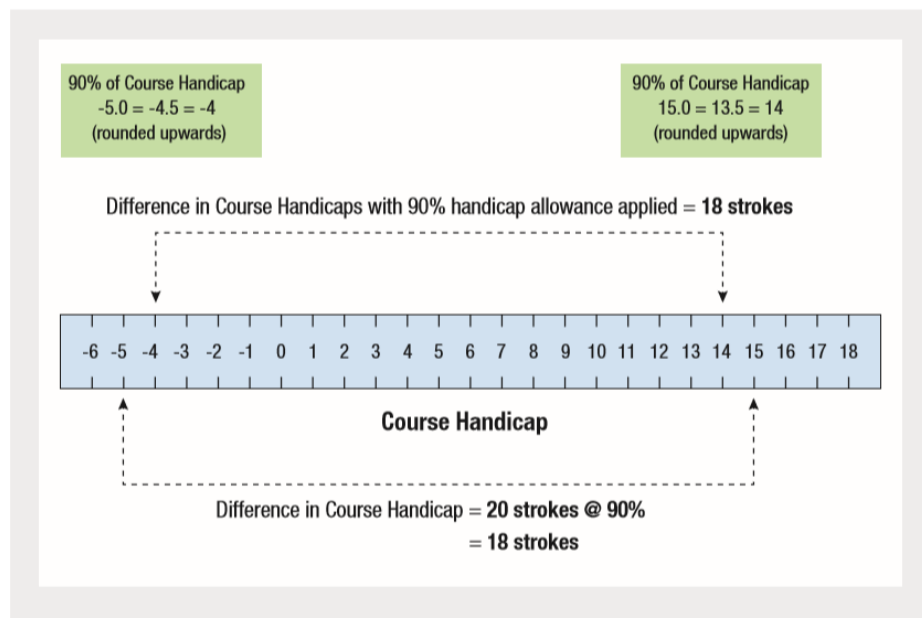 90% of Course Handicap
-5.0 = -4.5 = -4
(rounded upwards)
90% of Course Handicap
15.0 = 13.5 = 14
(rounded upwards)
Difference in Course Handicaps with 90% handicap allowance applied = 18 strokes
-6 -5 -4 -3 -2 -1 0 1 2 3 4 5 6 7 8 9 10 11 12 13 14 15 16 17 18
Course Handicap
Difference in Course Handicap = 20 strokes @ 90%
= 18 strokes